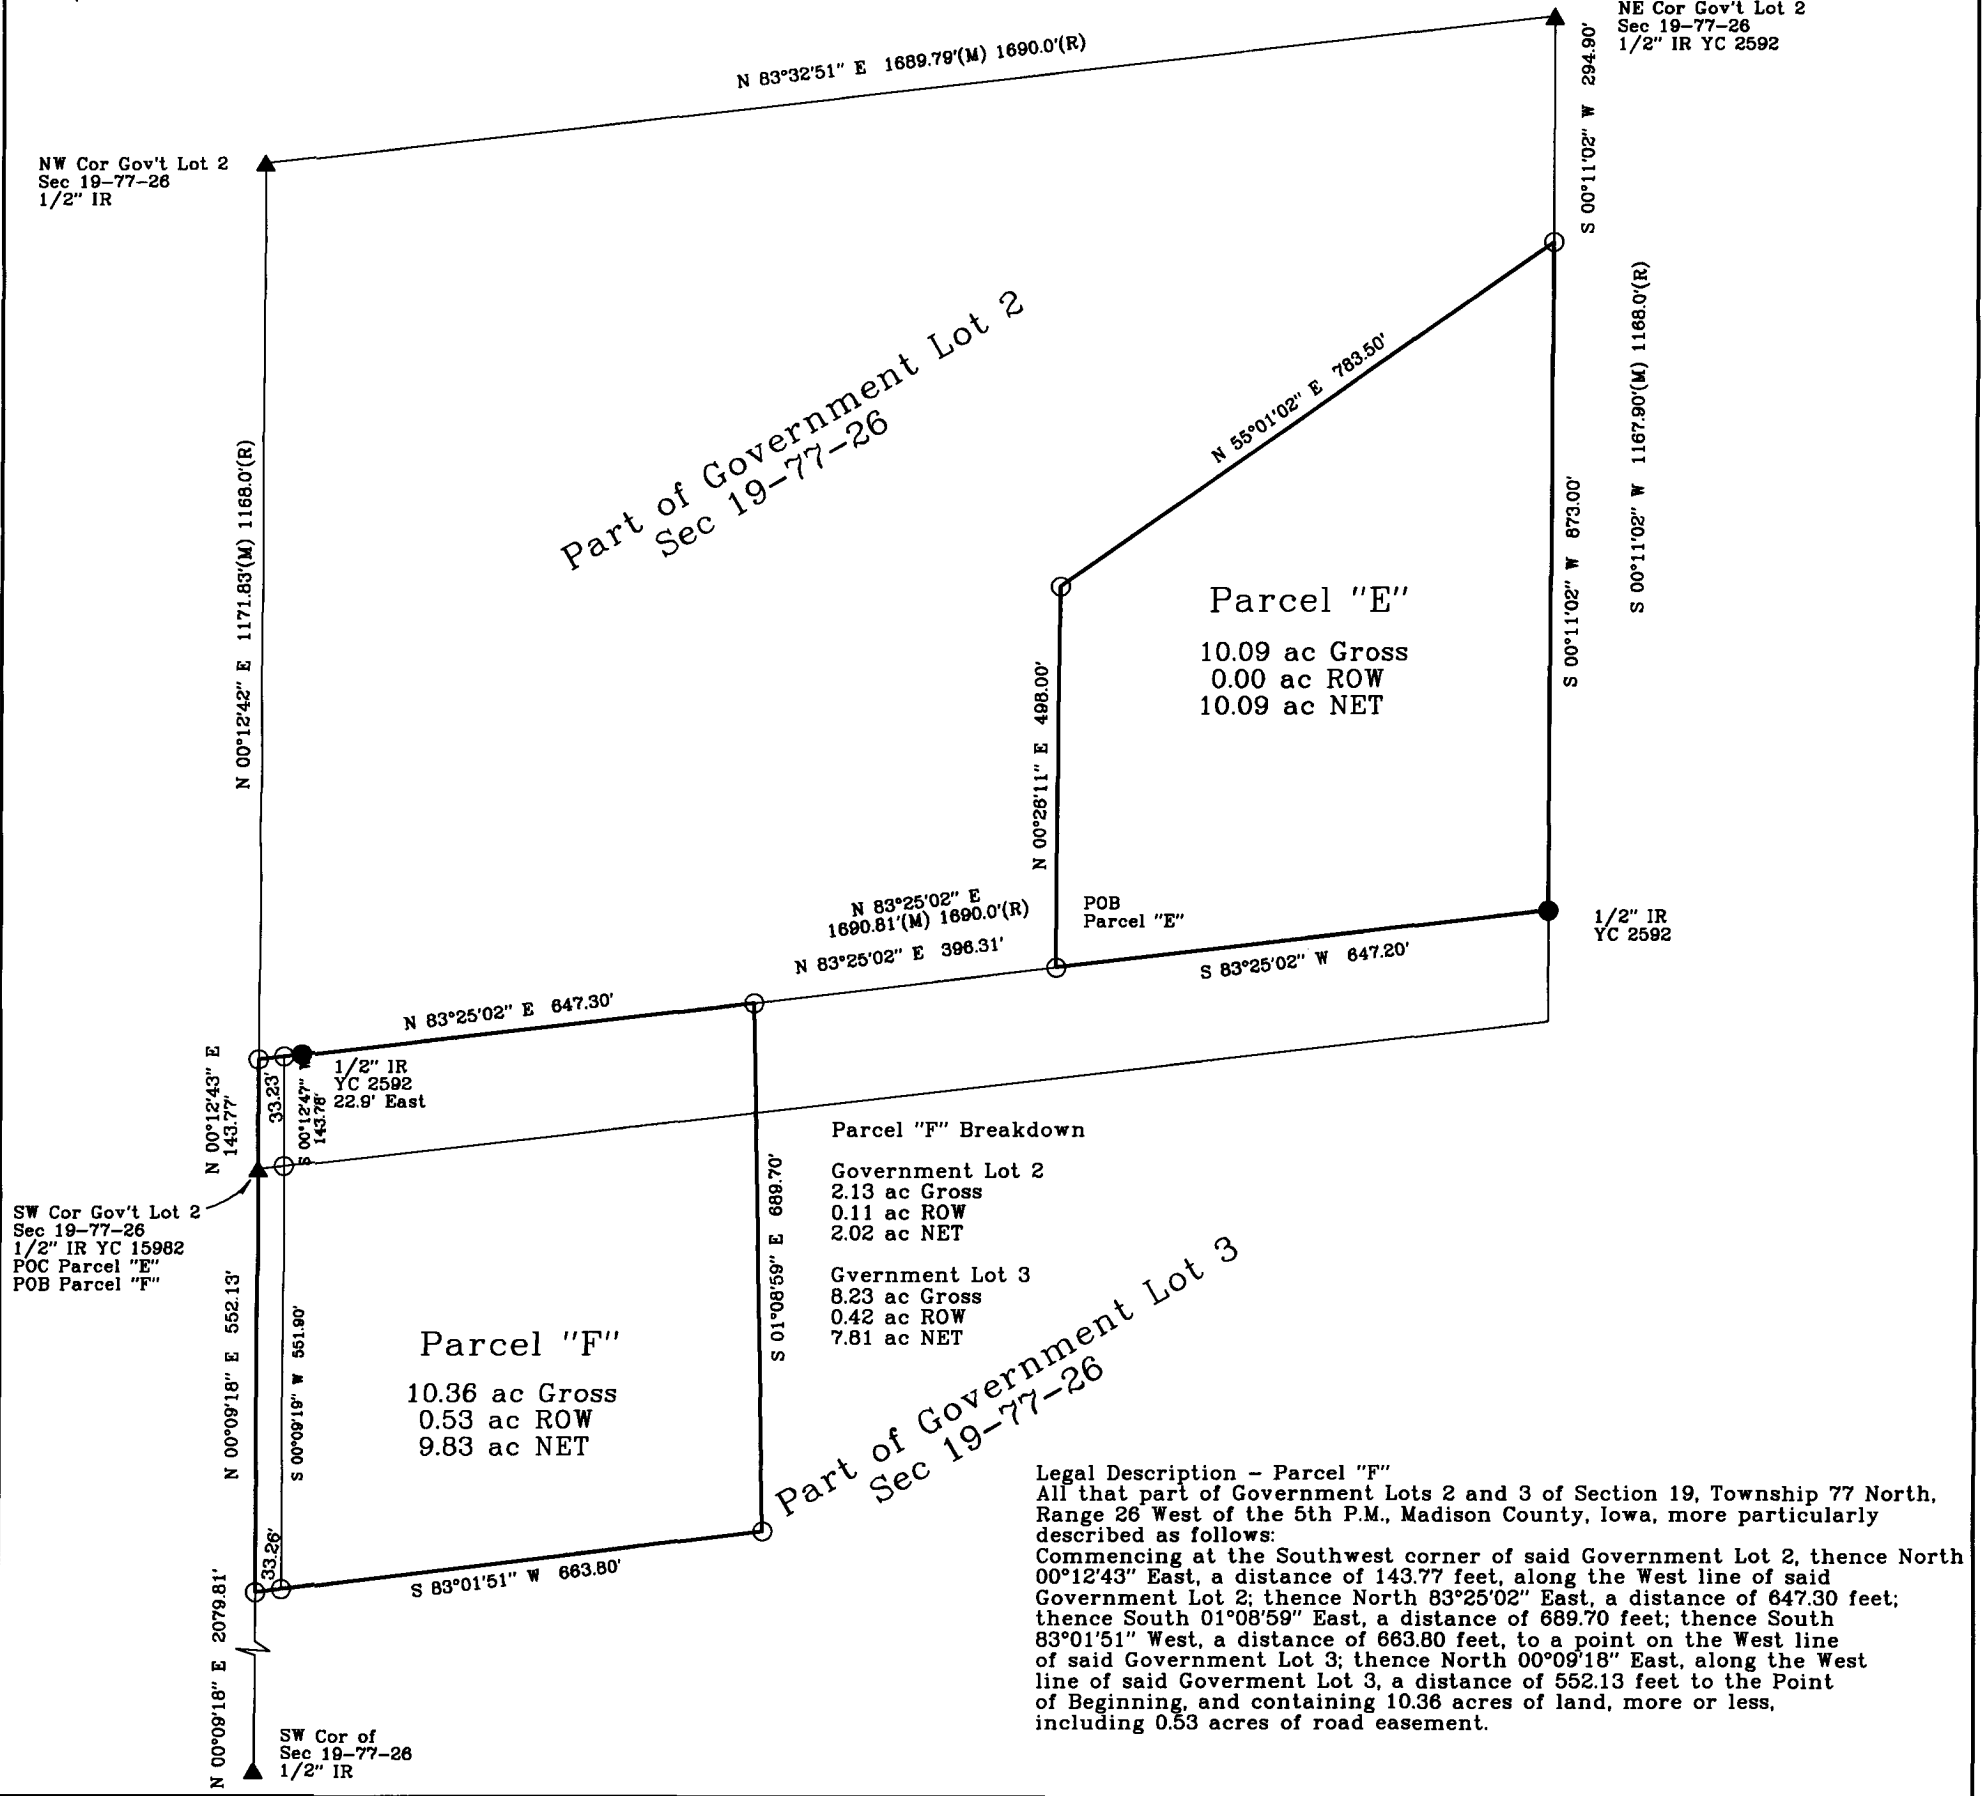 NE Cor Gov't Lot 2
Sec 19-77-26
1/2" IR YC 2592
N 83°32'51" E 1689.79'(M) 1690.0'(R)
S 00°11'02" W 294.90'
NW Cor Gov't Lot 2
Sec 19-77-26
1/2" IR
S 00°11'02" W 1167.90'(M) 1168.0'(R)
Part of Government Lot 2
Sec 19-77-26
N 55°01'02" E 783.50'
N 00°12'42" E 1171.83'(M) 1168.0'(R)
S 00°11'02" W 873.00'
Parcel "E"
10.09 ac Gross
0.00 ac ROW
10.09 ac NET
N 00°26'11" E 498.00'
N 83°25'02" E
1690.81'(M) 1690.0'(R)
N 83°25'02" E 396.31'
POB
Parcel "E"
1/2" IR
YC 2592
S 83°25'02" W 647.20'
N 83°25'02" E 647.30'
N 00°12'43" E
143.77'
33.23'
S 00°12'47" W
143.78'
1/2" IR
YC 2592
22.9' East
Parcel "F" Breakdown
Government Lot 2
2.13 ac Gross
0.11 ac ROW
2.02 ac NET
Gvernment Lot 3
8.23 ac Gross
0.42 ac ROW
7.81 ac NET
SW Cor Gov't Lot 2
Sec 19-77-26
1/2" IR YC 15982
POC Parcel "E"
POB Parcel "F"
N 00°09'18" E 552.13'
S 00°09'19" W 551.90'
S 01°08'59" E 689.70'
Parcel "F"
10.36 ac Gross
0.53 ac ROW
9.83 ac NET
Part of Government Lot 3
Sec 19-77-26
33.26'
S 83°01'51" W 663.80'
N 00°09'18" E 2079.81'
SW Cor of
Sec 19-77-26
1/2" IR
Legal Description - Parcel "F"
All that part of Government Lots 2 and 3 of Section 19, Township 77 North,
Range 26 West of the 5th P.M., Madison County, Iowa, more particularly
described as follows:
Commencing at the Southwest corner of said Government Lot 2, thence North
00°12'43" East, a distance of 143.77 feet, along the West line of said
Government Lot 2; thence North 83°25'02" East, a distance of 647.30 feet;
thence South 01°08'59" East, a distance of 689.70 feet; thence South
83°01'51" West, a distance of 663.80 feet, to a point on the West line
of said Government Lot 3; thence North 00°09'18" East, along the West
line of said Goverment Lot 3, a distance of 552.13 feet to the Point
of Beginning, and containing 10.36 acres of land, more or less,
including 0.53 acres of road easement.